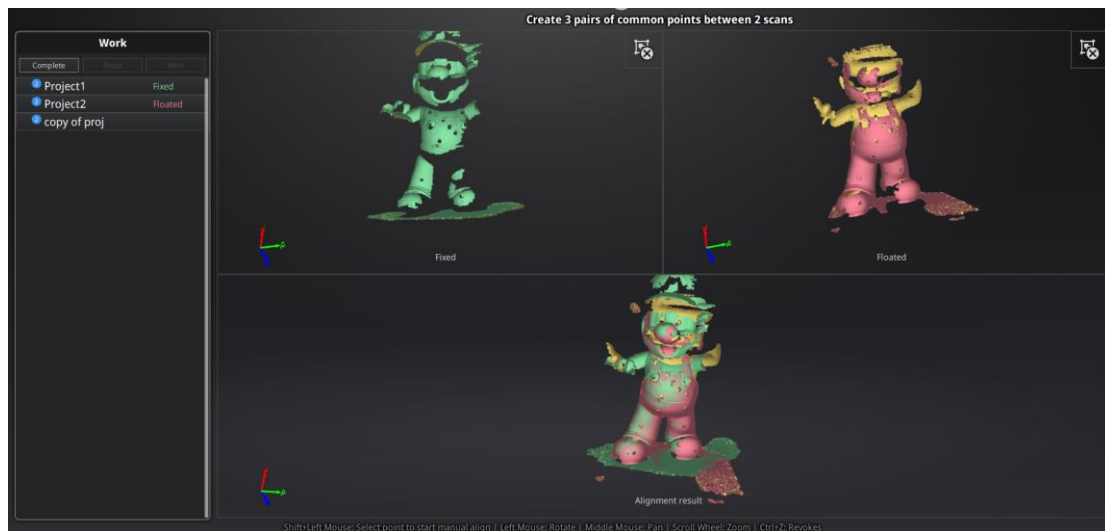 Create 3 pairs of common points between 2 scans
Work
Complete
Reset
Next
Project1 Fixed
Project2 Floated
copy of proj
Fixed
Floated
Alignment result
Shift+Left Mouse: Select point to start manual align | Left Mouse: Rotate | Middle Mouse: Pan | Scroll Wheel: Zoom | Ctrl+Z: Revokes